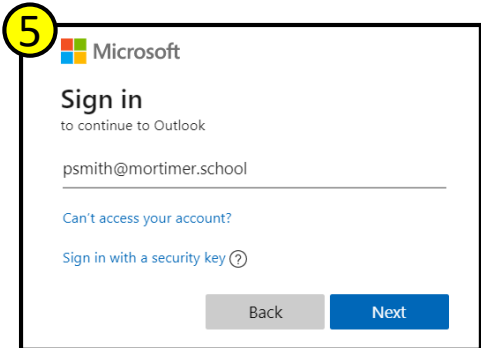 5
Microsoft
Sign in
to continue to Outlook
psmith@mortimer.school
Can't access your account?
Sign in with a security key ?
Back Next